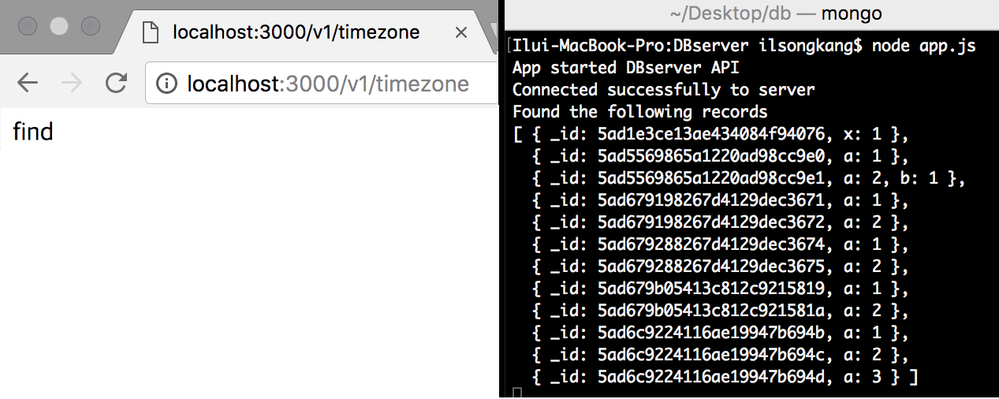 localhost:3000/v1/timezone
localhost:3000/v1/timezone
find
~/Desktop/db — mongo
[Ilui-MacBook-Pro:DBserver ilsongkang$ node app.js
App started DBserver API
Connected successfully to server
Found the following records
[ { _id: 5ad1e3ce13ae434084f94076, x: 1 },
  { _id: 5ad5569865a1220ad98cc9e0, a: 1 },
  { _id: 5ad5569865a1220ad98cc9e1, a: 2, b: 1 },
  { _id: 5ad679198267d4129dec3671, a: 1 },
  { _id: 5ad679198267d4129dec3672, a: 2 },
  { _id: 5ad679288267d4129dec3674, a: 1 },
  { _id: 5ad679288267d4129dec3675, a: 2 },
  { _id: 5ad679b05413c812c9215819, a: 1 },
  { _id: 5ad679b05413c812c921581a, a: 2 },
  { _id: 5ad6c9224116ae19947b694b, a: 1 },
  { _id: 5ad6c9224116ae19947b694c, a: 2 },
  { _id: 5ad6c9224116ae19947b694d, a: 3 } ]